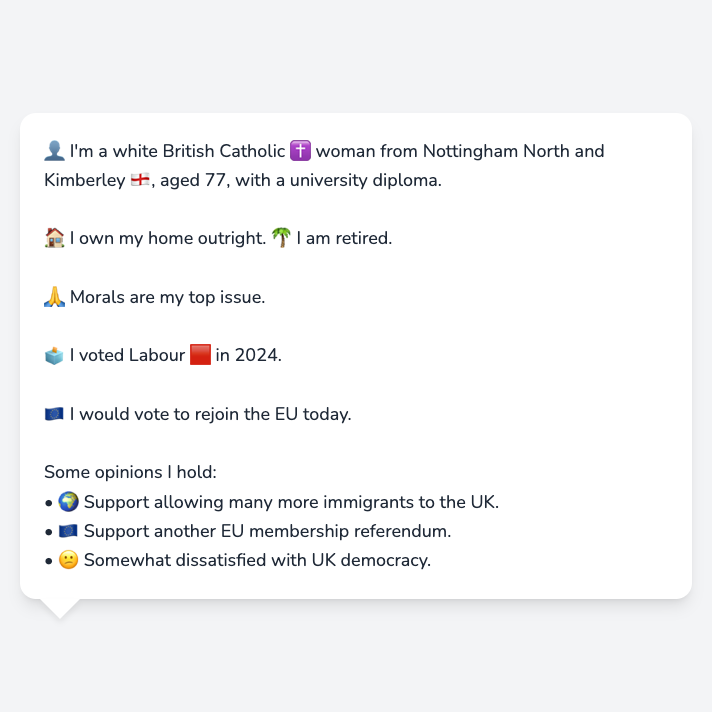 👤 I'm a white British Catholic ✝️ woman from Nottingham North and
Kimberley 🏴󠁧󠁢󠁥󠁮󠁧󠁿, aged 77, with a university diploma.
🏠 I own my home outright. 🌴 I am retired.
🙏 Morals are my top issue.
🗳️ I voted Labour 🟥 in 2024.
🇪🇺 I would vote to rejoin the EU today.
Some opinions I hold:
• 🌍 Support allowing many more immigrants to the UK.
• 🇪🇺 Support another EU membership referendum.
• 😕 Somewhat dissatisfied with UK democracy.